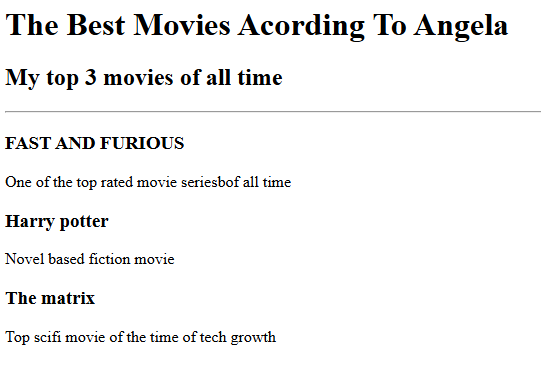 The Best Movies Acording To Angela
My top 3 movies of all time
FAST AND FURIOUS
One of the top rated movie seriesbof all time
Harry potter
Novel based fiction movie
The matrix
Top scifi movie of the time of tech growth